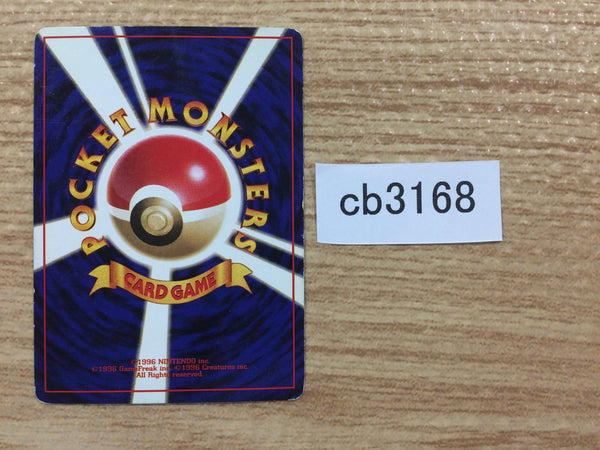 POCKET MONSTERS
CARD GAME
©1996 NINTENDO inc.
©1996 GameFreak inc. ©1996 Creatures inc.
All Rights reserved.
cb3168